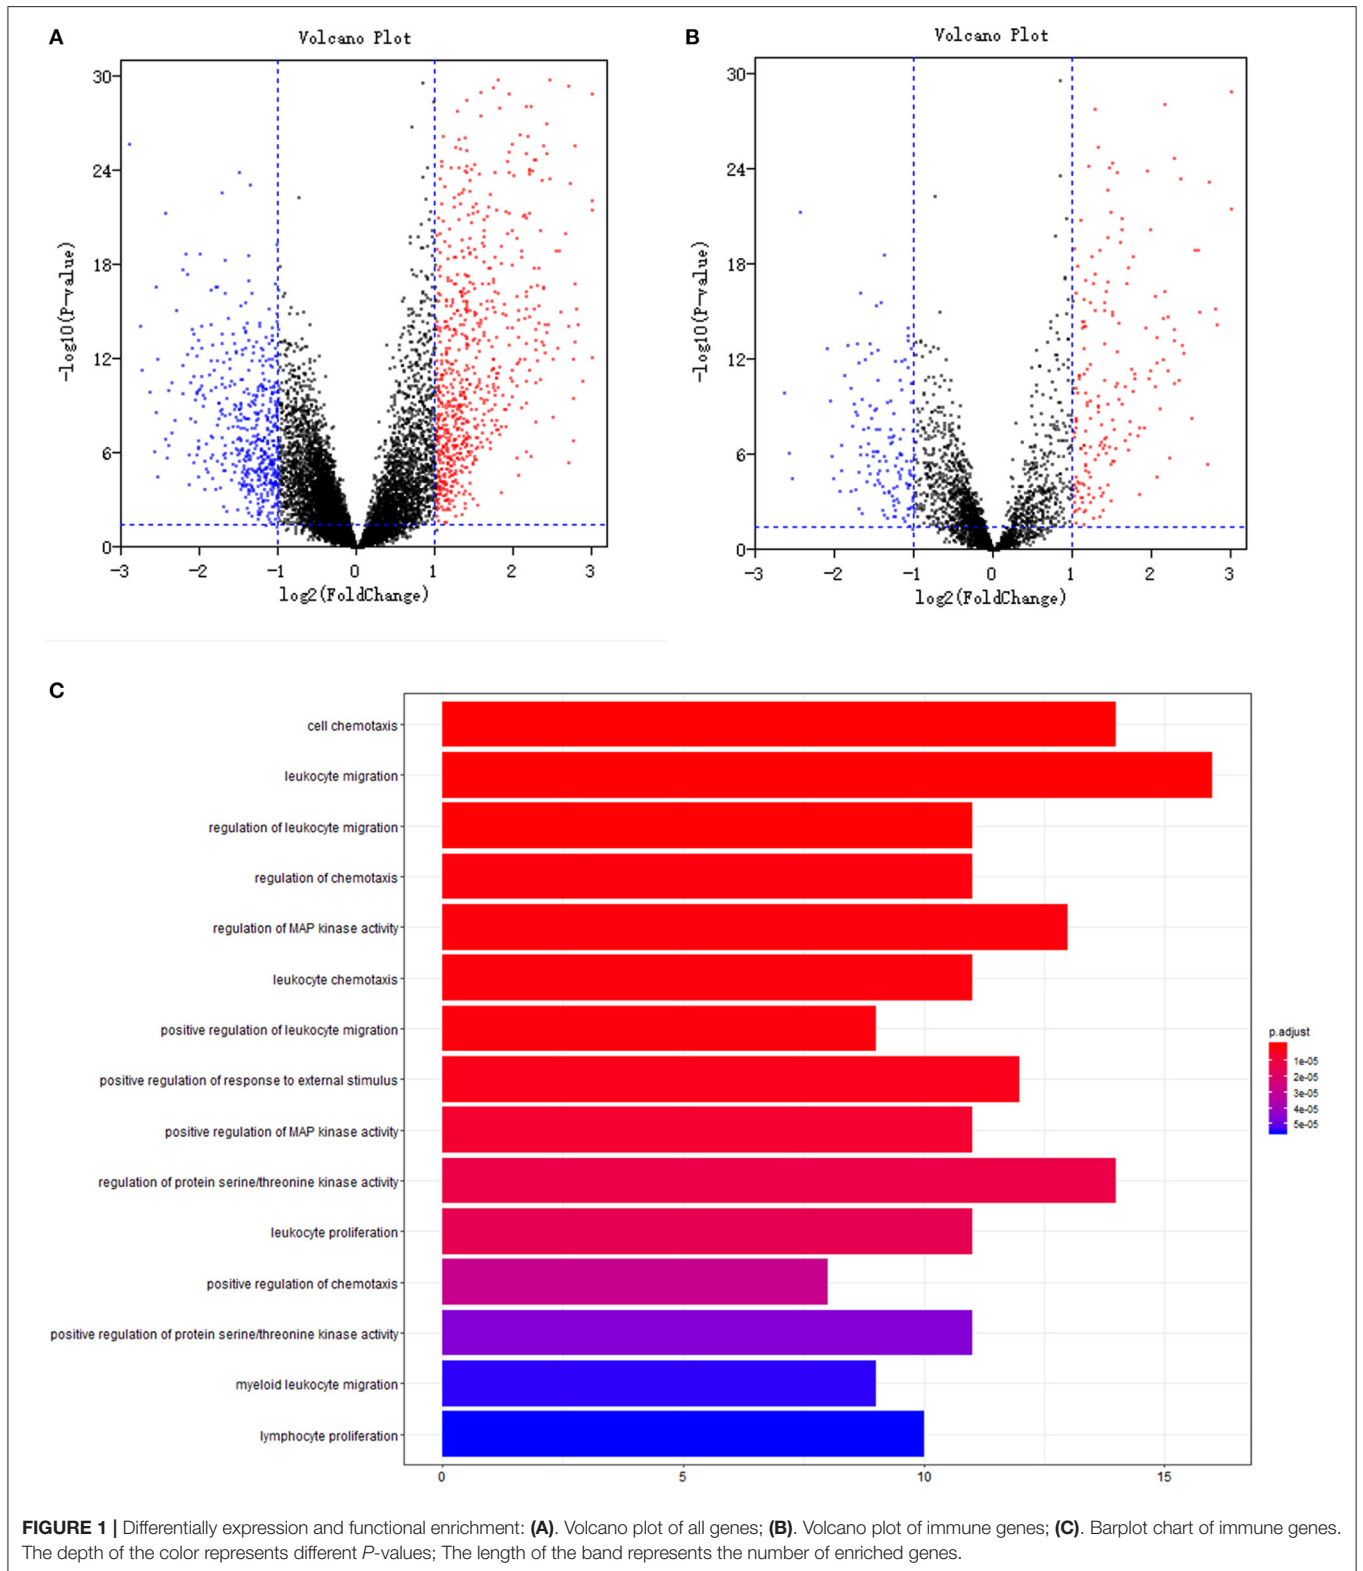 A
Volcano Plot
30
24
18
12
6
0
-log10(P-value)
-3 -2 -1 0 1 2 3
log2(FoldChange)
B
Volcano Plot
30
24
18
12
6
0
-log10(P-value)
-3 -2 -1 0 1 2 3
log2(FoldChange)
C
cell chemotaxis
leukocyte migration
regulation of leukocyte migration
regulation of chemotaxis
regulation of MAP kinase activity
leukocyte chemotaxis
positive regulation of leukocyte migration
positive regulation of response to external stimulus
positive regulation of MAP kinase activity
regulation of protein serine/threonine kinase activity
leukocyte proliferation
positive regulation of chemotaxis
positive regulation of protein serine/threonine kinase activity
myeloid leukocyte migration
lymphocyte proliferation
0 5 10 15
p.adjust
1e-05
2e-05
3e-05
4e-05
5e-05
FIGURE 1 | Differentially expression and functional enrichment: (A). Volcano plot of all genes; (B). Volcano plot of immune genes; (C). Barplot chart of immune genes.
The depth of the color represents different P-values; The length of the band represents the number of enriched genes.